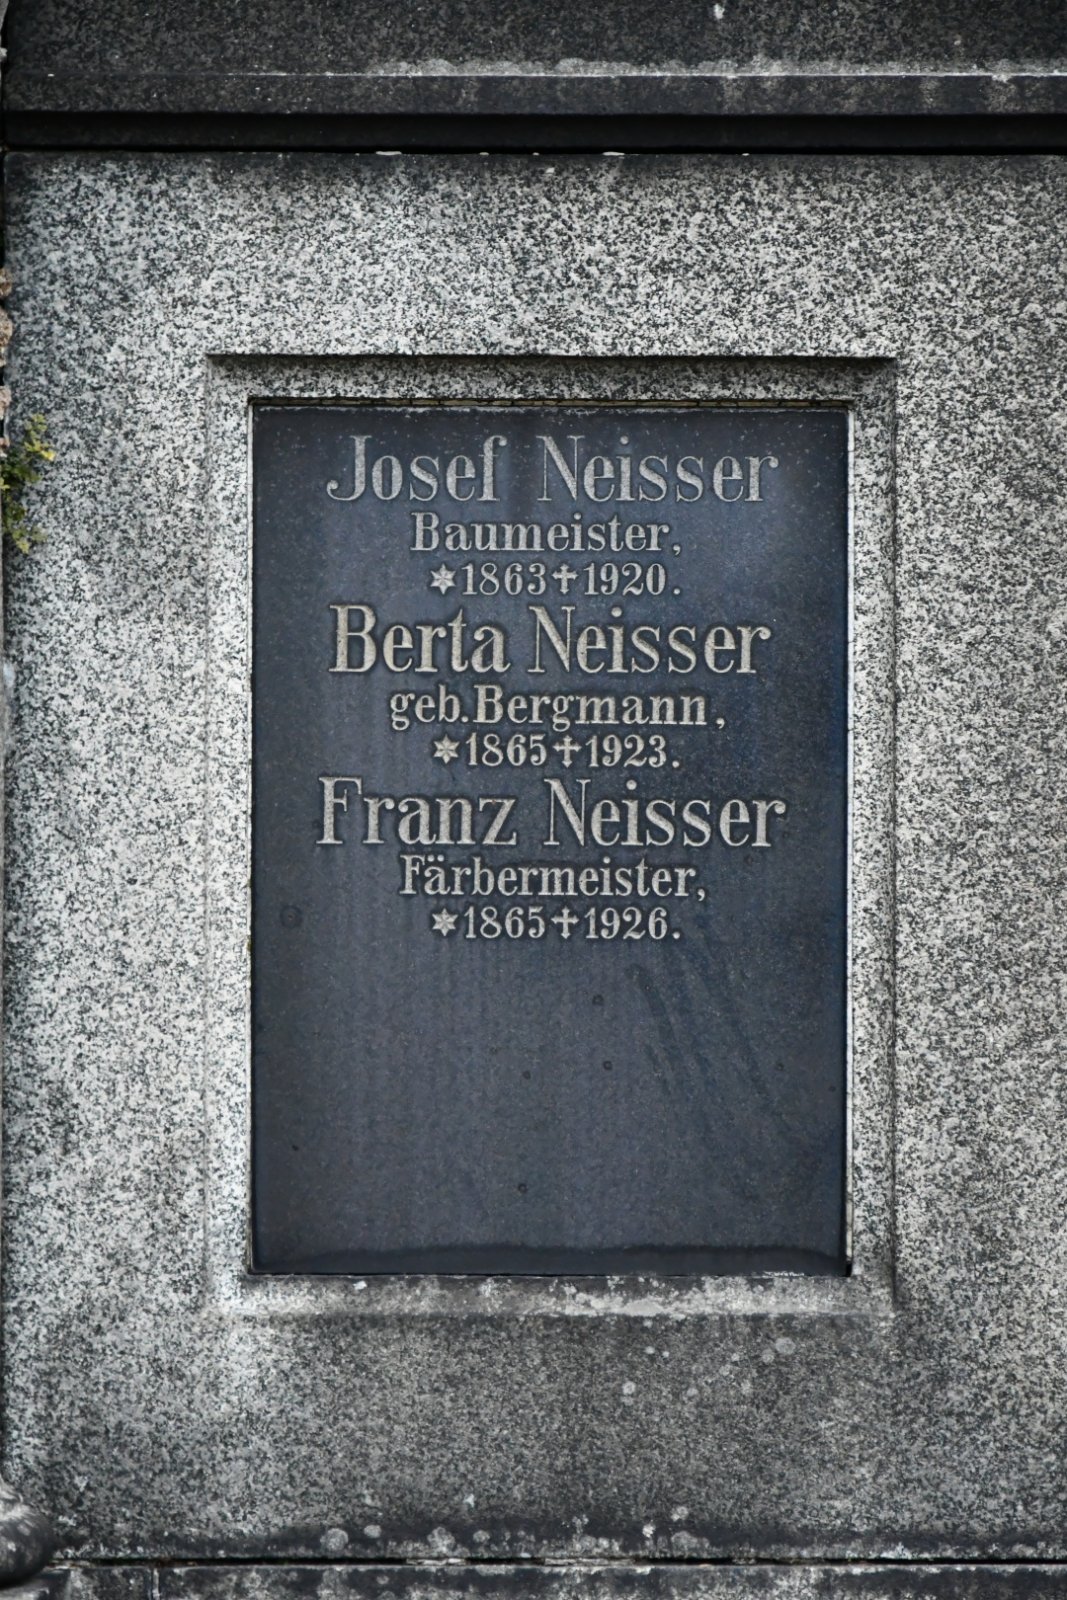 Josef Neisser
Baumeister,
✶1863✝1920.
Berta Neisser
geb. Bergmann,
✶1865✝1923.
Franz Neisser
Färbermeister,
✶1865✝1926.